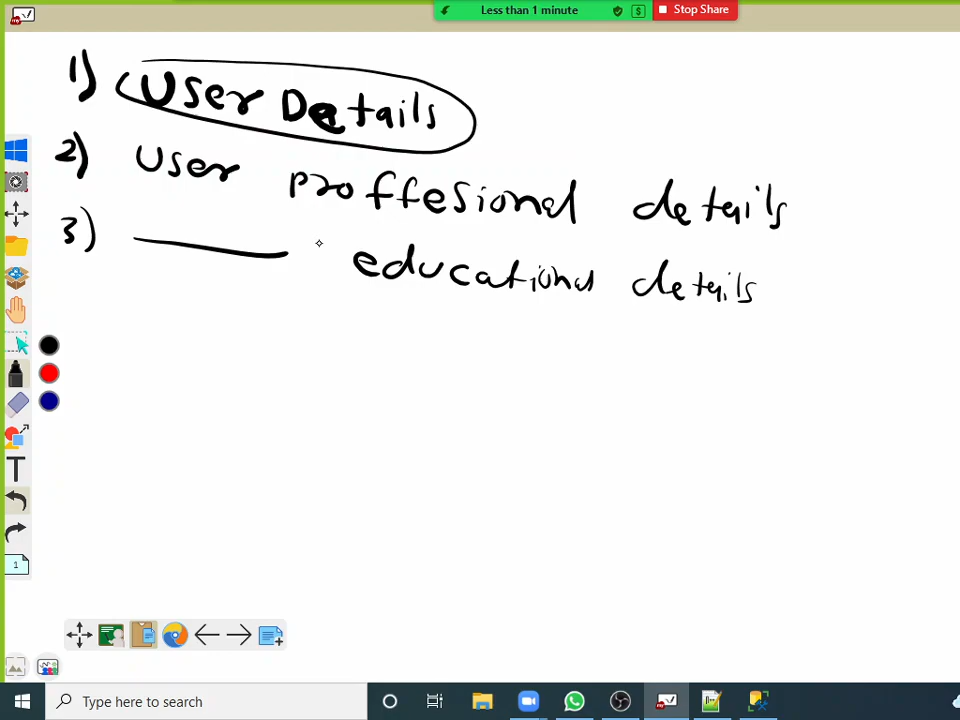 Less than 1 minute
Stop Share
1) User Details
2) User proffesional details
3) educational details
T
1
Type here to search